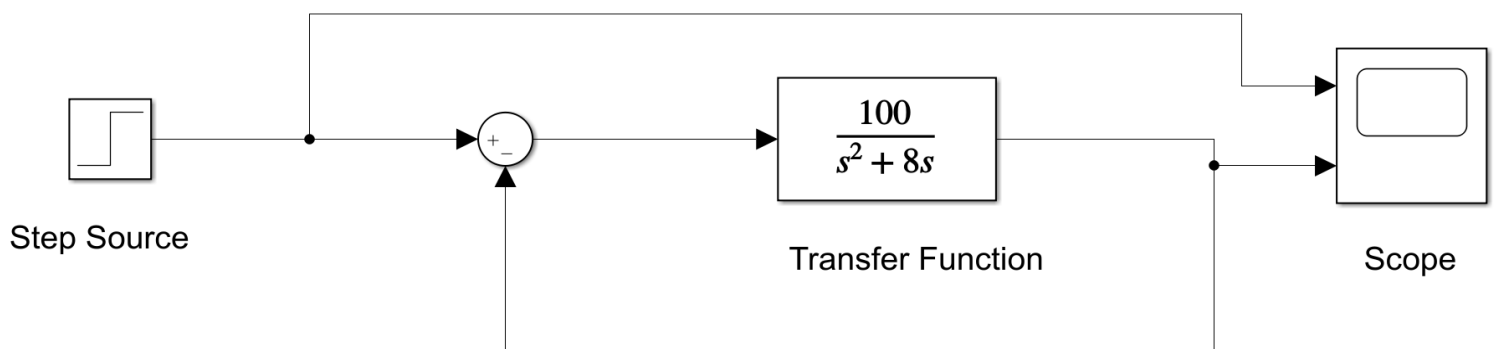 +
−
100
s² + 8s
Step Source
Transfer Function
Scope